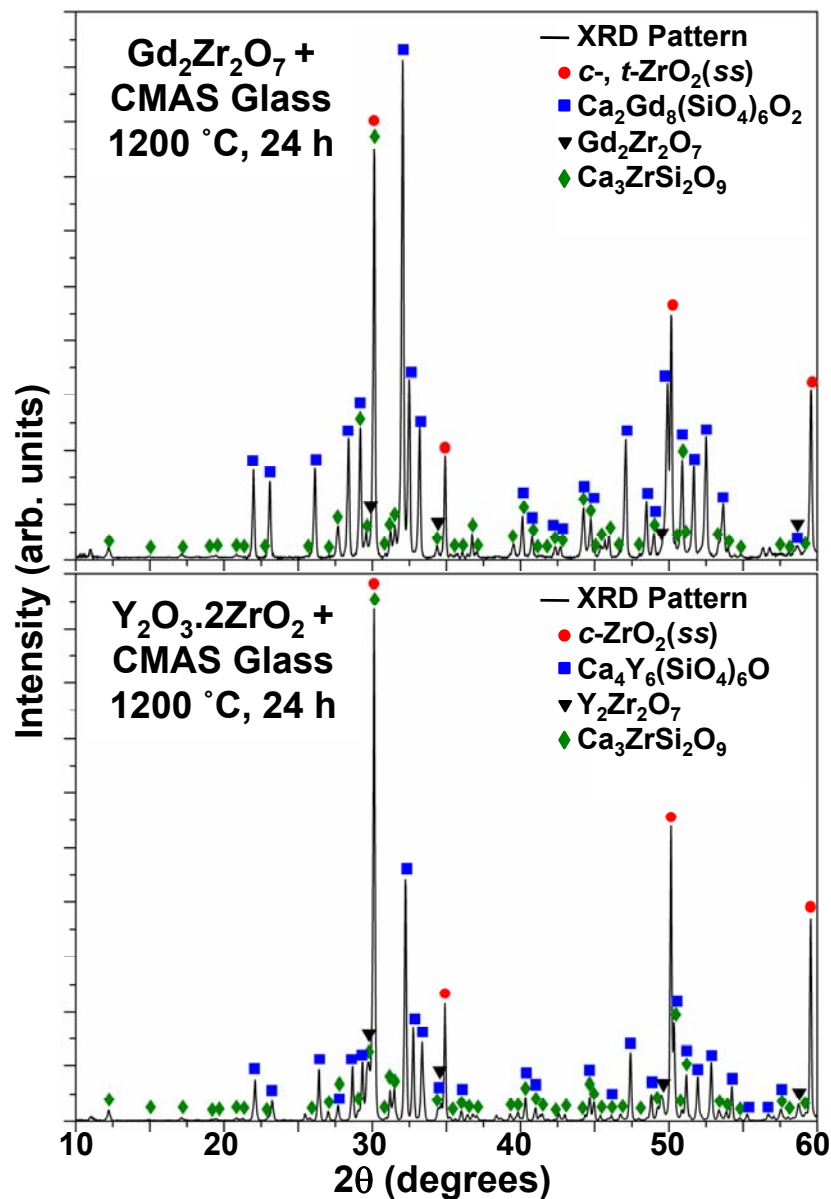 Gd₂Zr₂O₇ +
CMAS Glass
1200 ˚C, 24 h
— XRD Pattern
c-, t-ZrO₂(ss)
Ca₂Gd₈(SiO₄)₆O₂
Gd₂Zr₂O₇
Ca₃ZrSi₂O₉
Intensity (arb. units)
Y₂O₃.2ZrO₂ +
CMAS Glass
1200 ˚C, 24 h
— XRD Pattern
c-ZrO₂(ss)
Ca₄Y₆(SiO₄)₆O
Y₂Zr₂O₇
Ca₃ZrSi₂O₉
10 20 30 40 50 60
2θ (degrees)